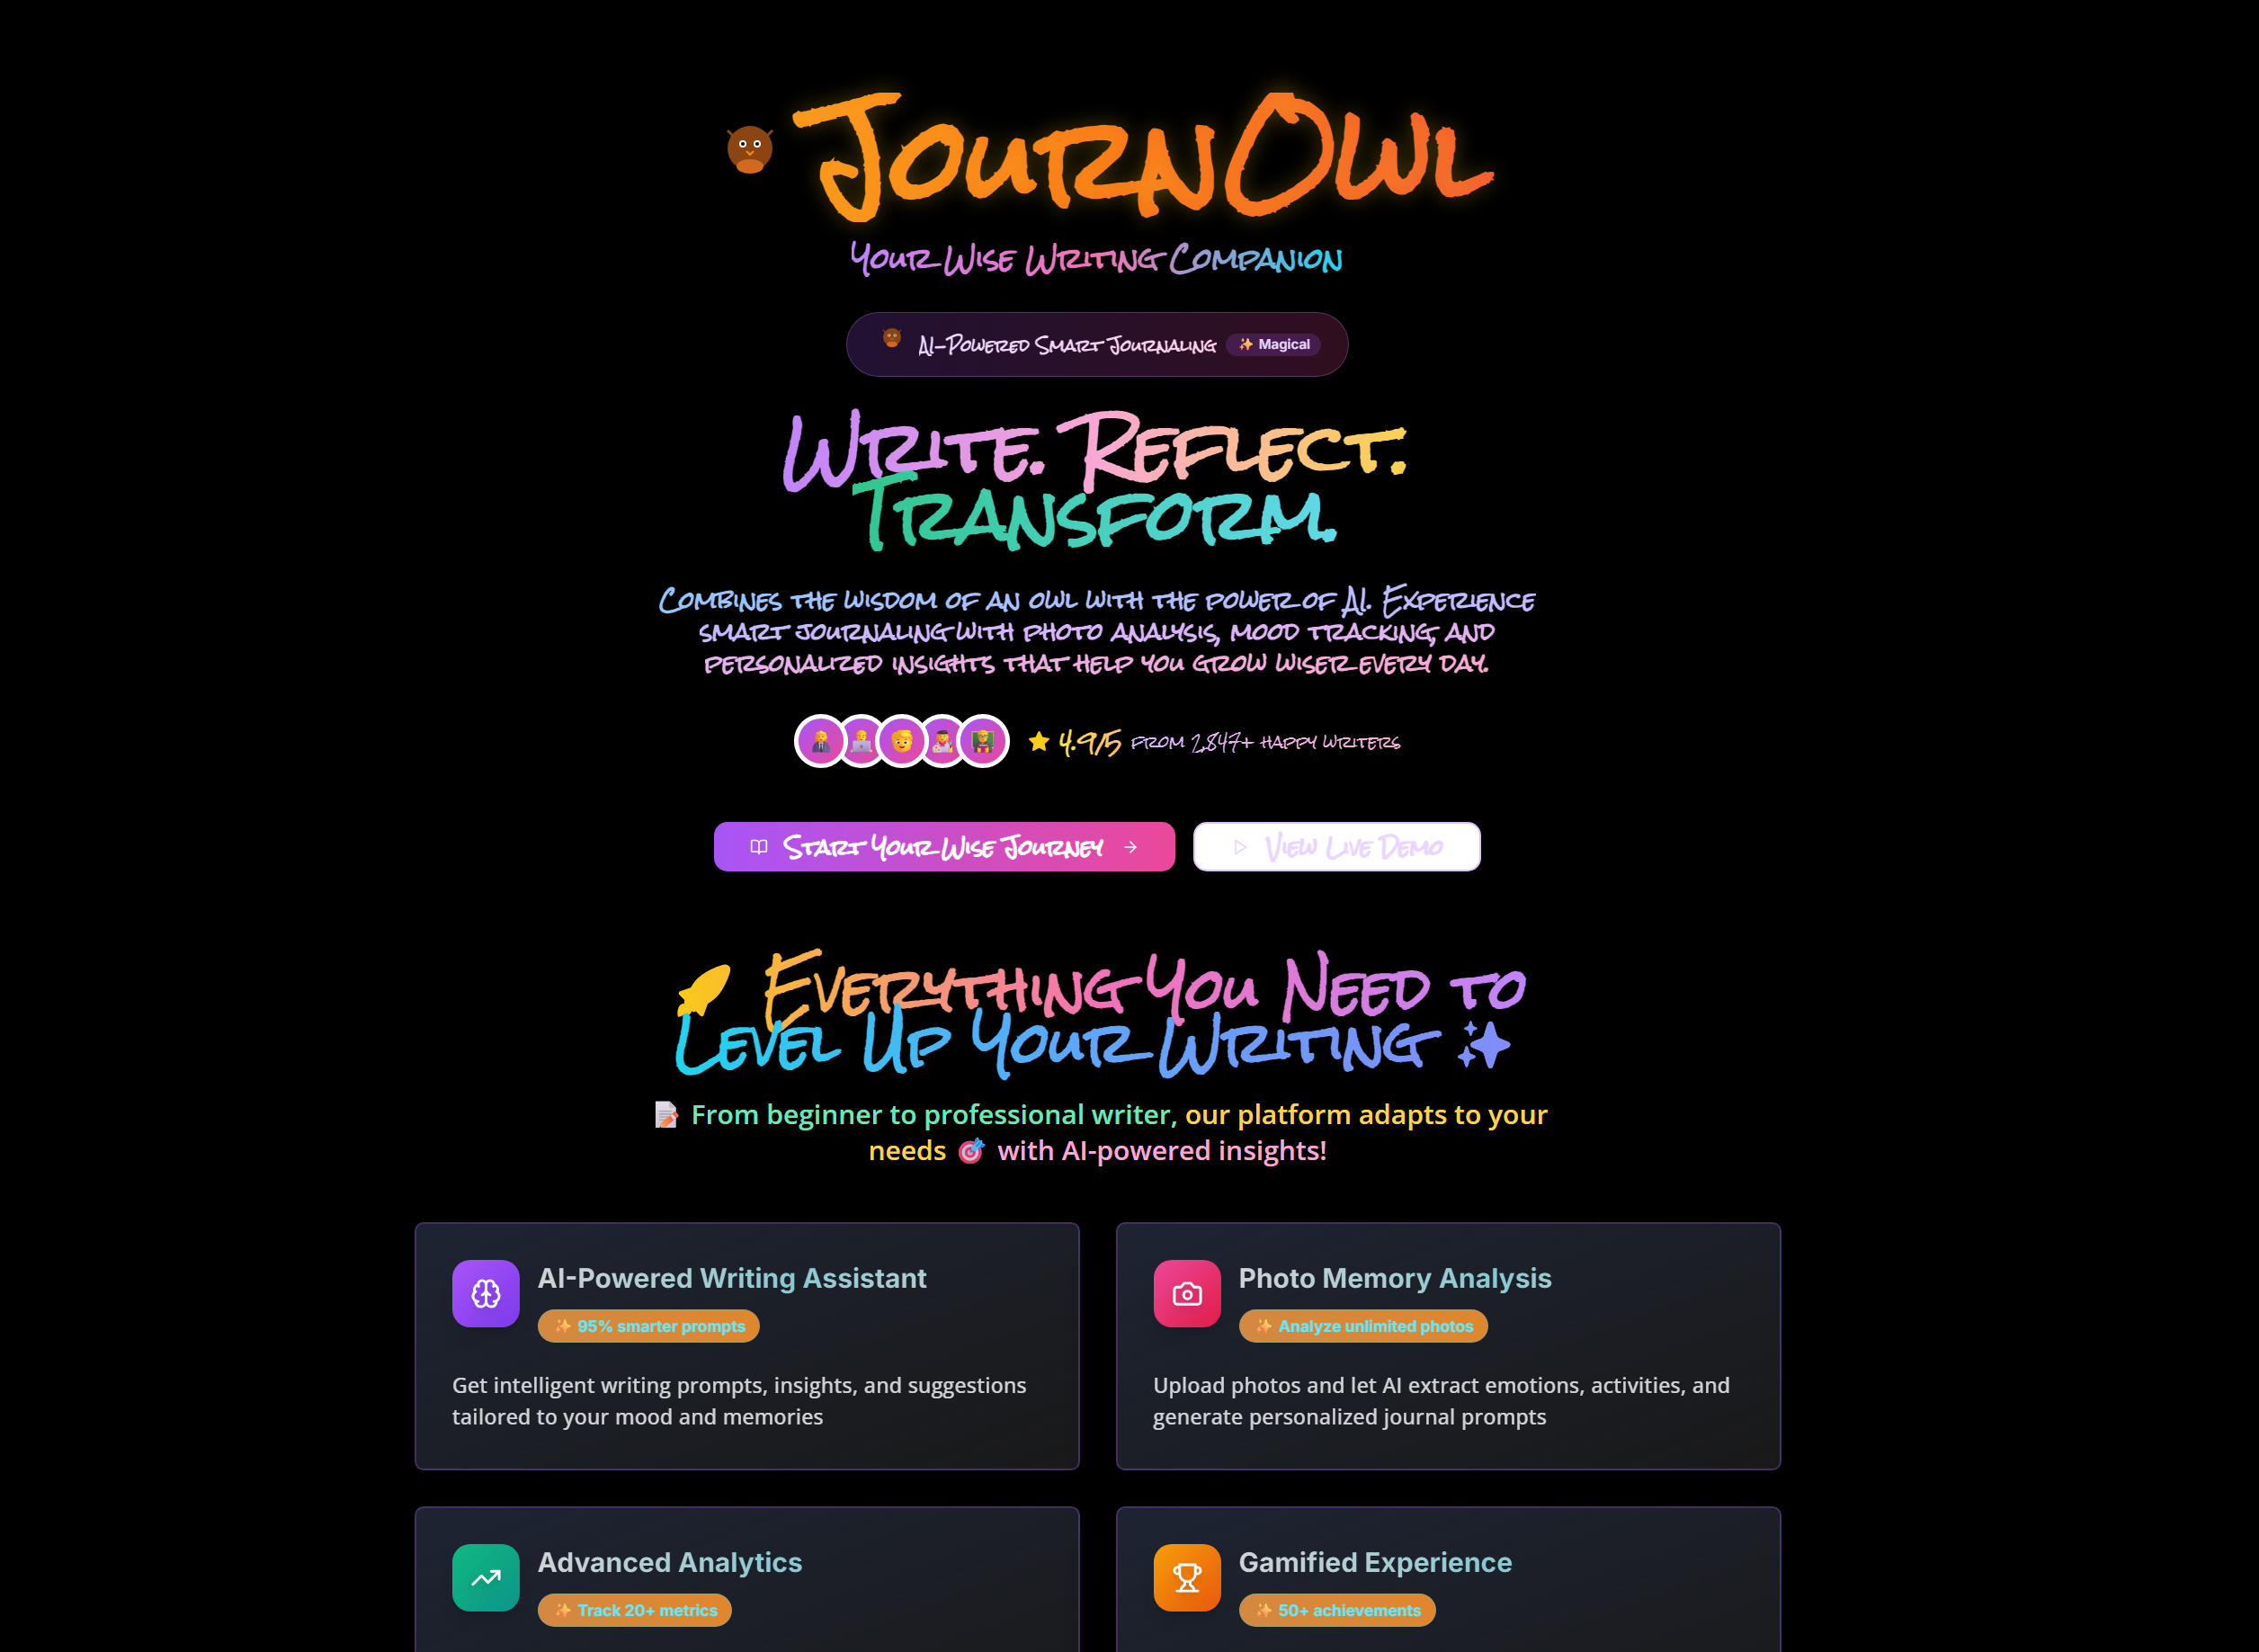 JournOwl
Your Wise Writing Companion
AI-Powered Smart Journaling ✨ Magical
Write. Reflect.
Transform.
Combines the wisdom of an owl with the power of AI. Experience
smart journaling with photo analysis, mood tracking, and
personalized insights that help you grow wiser every day.
⭐ 4.9/5 from 2,847+ happy writers
Start Your Wise Journey →
View Live Demo
🚀 Everything You Need to
Level Up Your Writing ✨
📝 From beginner to professional writer, our platform adapts to your
needs 🎯 with AI-powered insights!
AI-Powered Writing Assistant
✨ 95% smarter prompts
Get intelligent writing prompts, insights, and suggestions
tailored to your mood and memories
Photo Memory Analysis
✨ Analyze unlimited photos
Upload photos and let AI extract emotions, activities, and
generate personalized journal prompts
Advanced Analytics
✨ Track 20+ metrics
Gamified Experience
✨ 50+ achievements